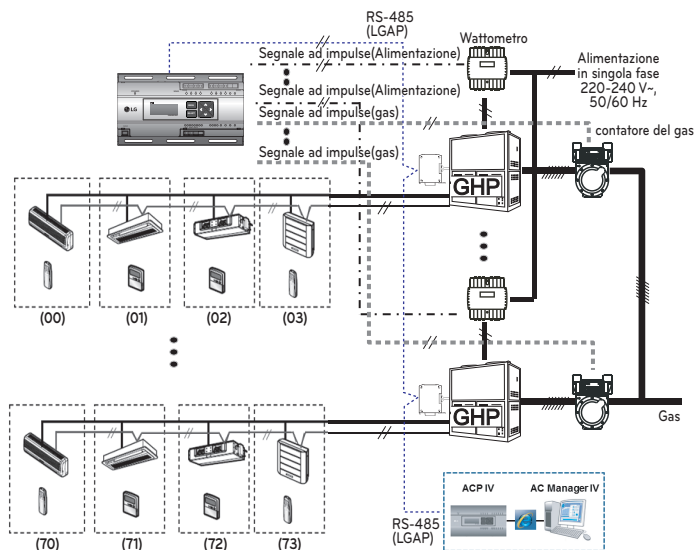 RS-485
(LGAP)
Wattometro
Segnale ad impulse(Alimentazione)
Alimentazione
in singola fase
220-240 V~,
50/60 Hz
Segnale ad impulse(Alimentazione)
LG
Segnale ad impulse(gas)
contatore del gas
Segnale ad impulse(gas)
GHP
(00)
(01)
(02)
(03)
GHP
Gas
ACP IV
AC Manager IV
RS-485
(LGAP)
(70)
(71)
(72)
(73)